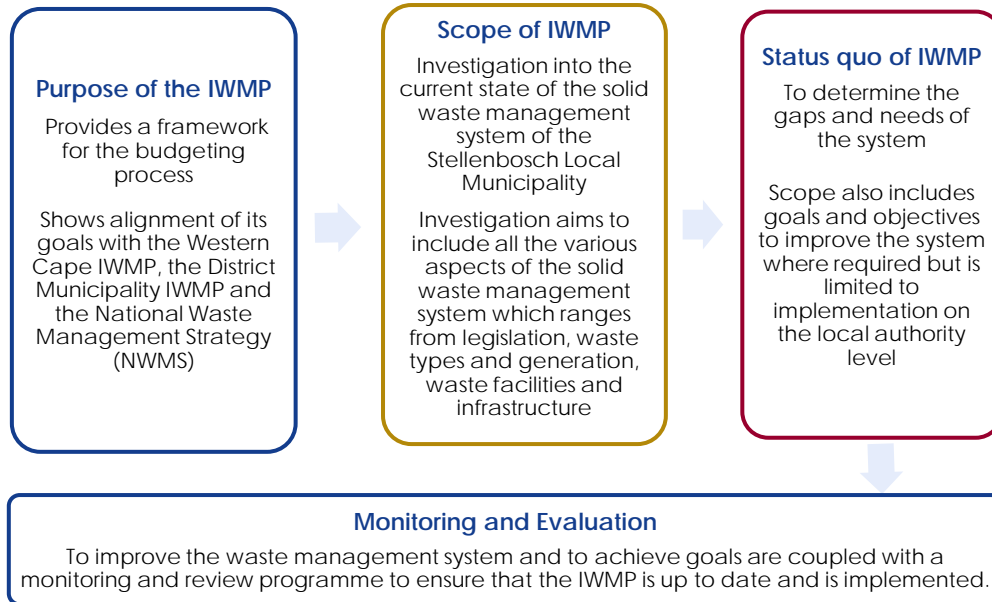 Purpose of the IWMP
Provides a framework
for the budgeting
process
Shows alignment of its
goals with the Western
Cape IWMP, the District
Municipality IWMP and
the National Waste
Management Strategy
(NWMS)
Scope of IWMP
Investigation into the
current state of the solid
waste management
system of the
Stellenbosch Local
Municipality
Investigation aims to
include all the various
aspects of the solid
waste management
system which ranges
from legislation, waste
types and generation,
waste facilities and
infrastructure
Status quo of IWMP
To determine the
gaps and needs of
the system
Scope also includes
goals and objectives
to improve the system
where required but is
limited to
implementation on
the local authority
level
Monitoring and Evaluation
To improve the waste management system and to achieve goals are coupled with a
monitoring and review programme to ensure that the IWMP is up to date and is implemented.